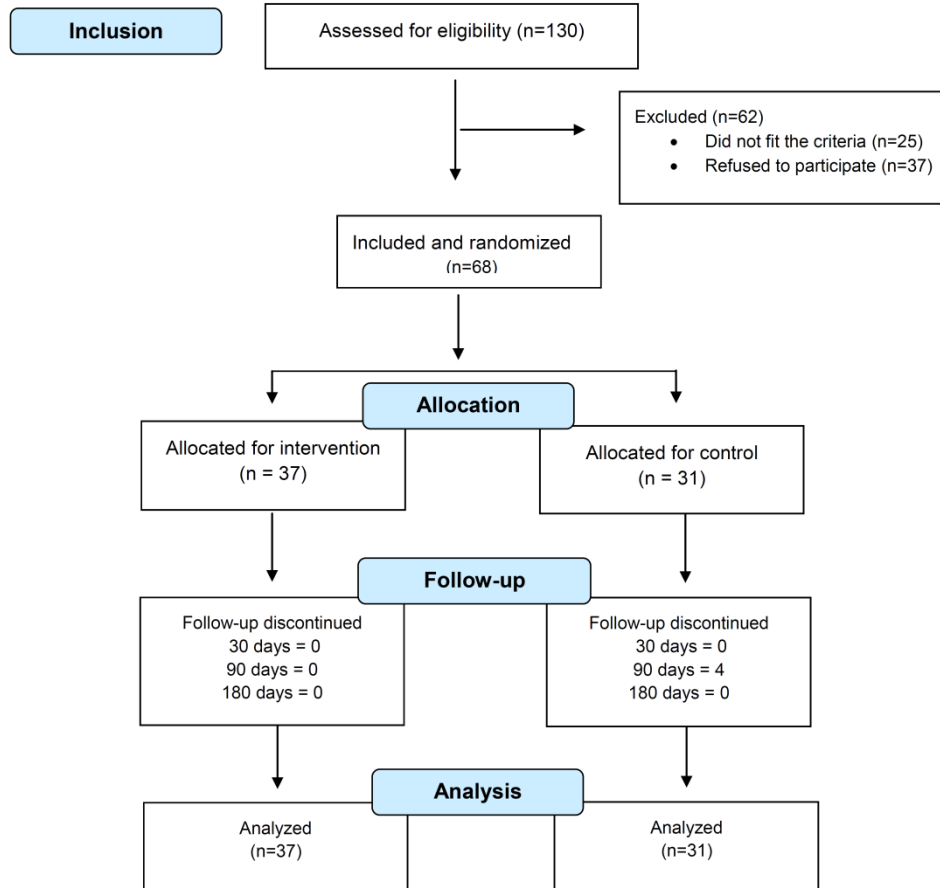 Inclusion
Assessed for eligibility (n=130)
Excluded (n=62)
• Did not fit the criteria (n=25)
• Refused to participate (n=37)
Included and randomized
(n=68)
Allocation
Allocated for intervention
(n = 37)
Allocated for control
(n = 31)
Follow-up
Follow-up discontinued
30 days = 0
90 days = 0
180 days = 0
Follow-up discontinued
30 days = 0
90 days = 4
180 days = 0
Analysis
Analyzed
(n=37)
Analyzed
(n=31)